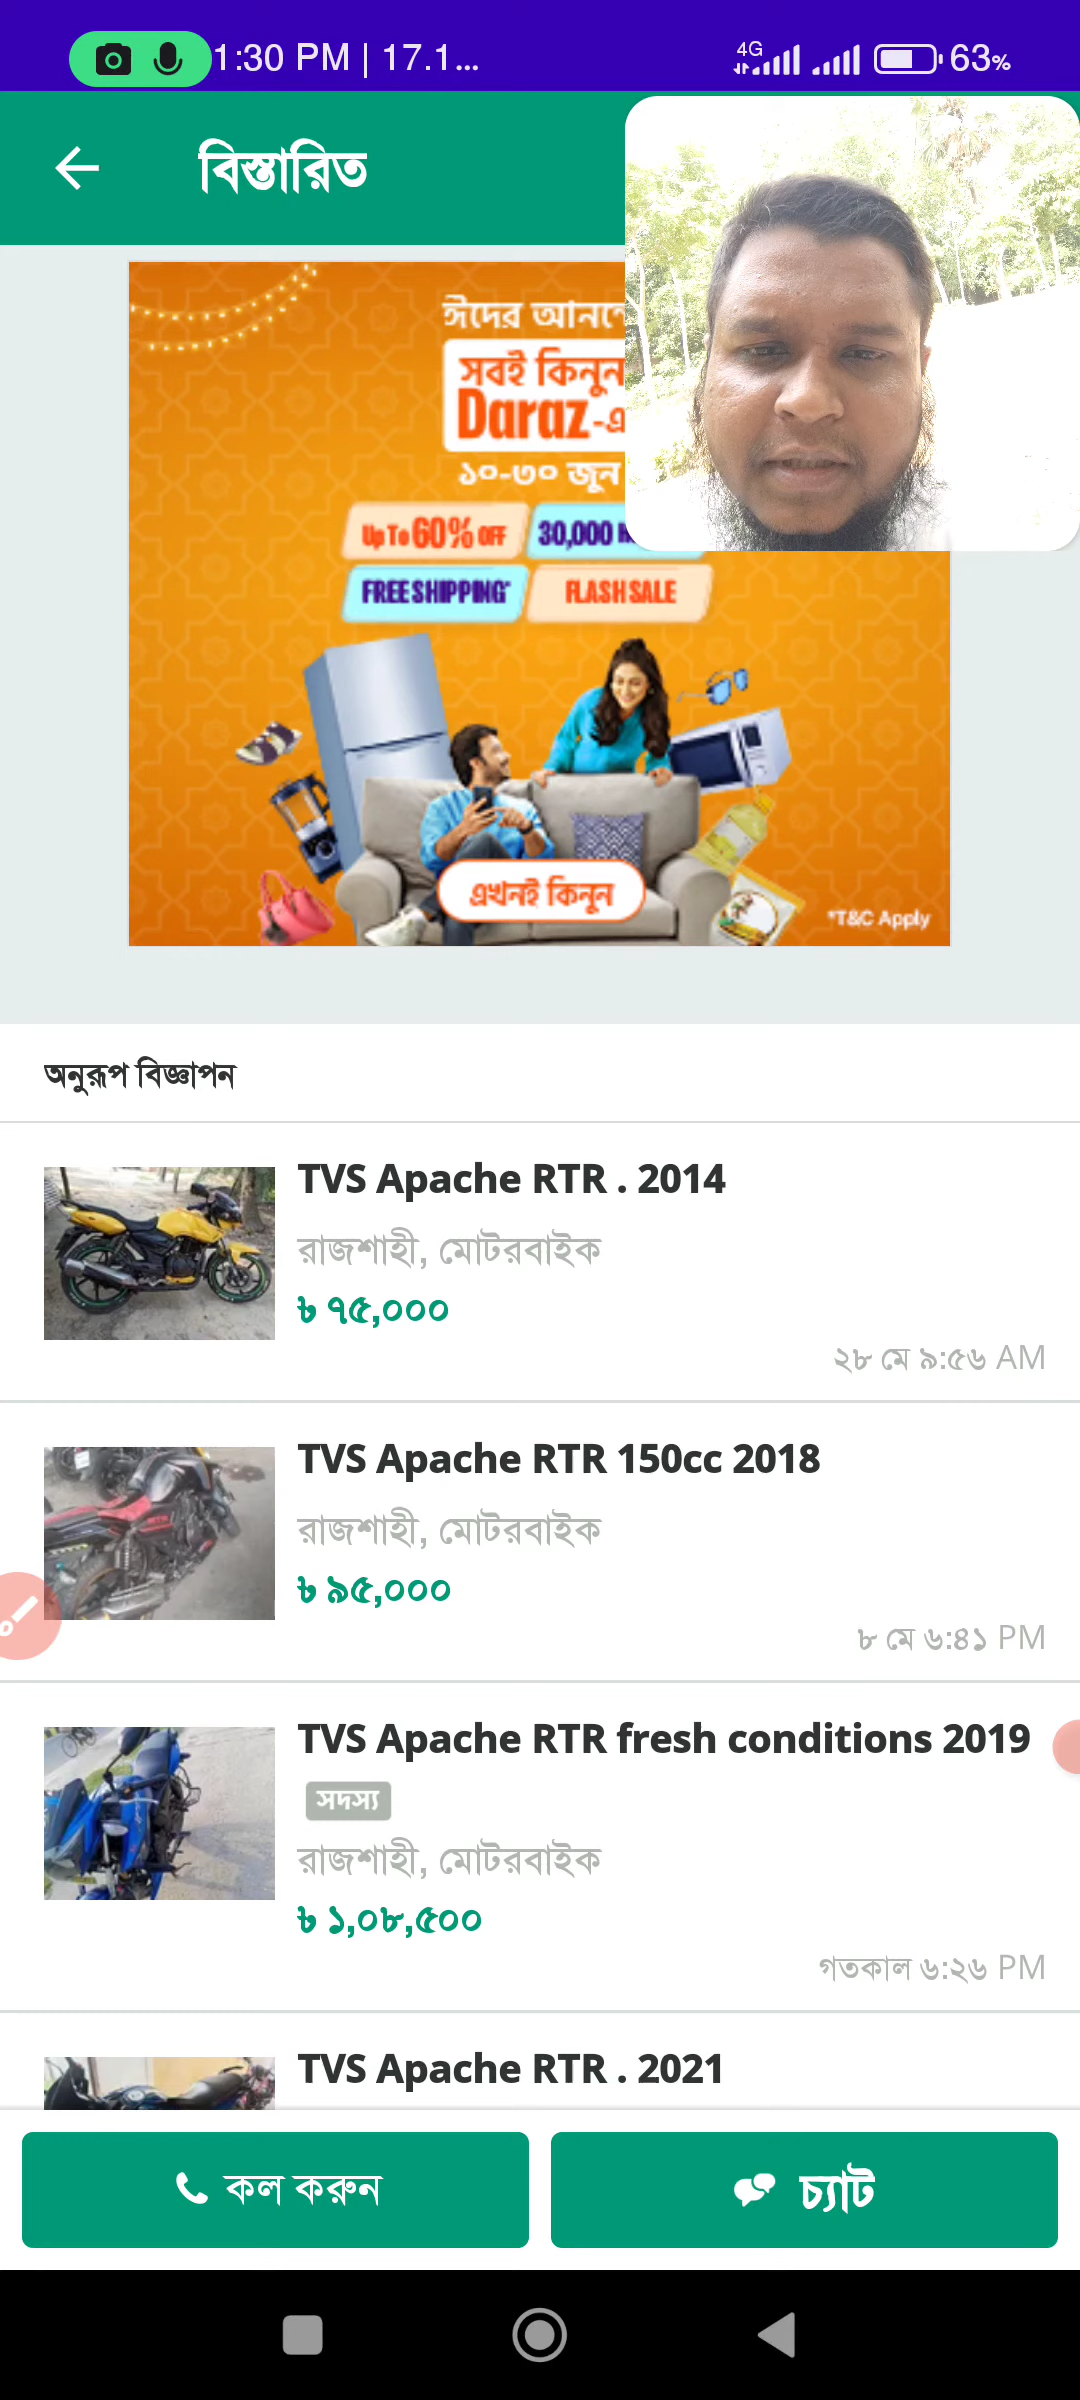 1:30 PM | 17.1...
4G
63%
বিস্তারিত
ঈদের আনন্দে
সবই কিনুন
Daraz-এ
১০-৩০ জুন
Up To 60% OFF
30,000
FREE SHIPPING*
FLASH SALE
এখনই কিনুন
*T&C Apply
অনুরূপ বিজ্ঞাপন
TVS Apache RTR . 2014
রাজশাহী, মোটরবাইক
৳ ৭৫,০০০
২৮ মে ৯:৫৬ AM
TVS Apache RTR 150cc 2018
রাজশাহী, মোটরবাইক
৳ ৯৫,০০০
৮ মে ৬:৪১ PM
TVS Apache RTR fresh conditions 2019
সদস্য
রাজশাহী, মোটরবাইক
৳ ১,০৮,৫০০
গতকাল ৬:২৬ PM
TVS Apache RTR . 2021
কল করুন
চ্যাট